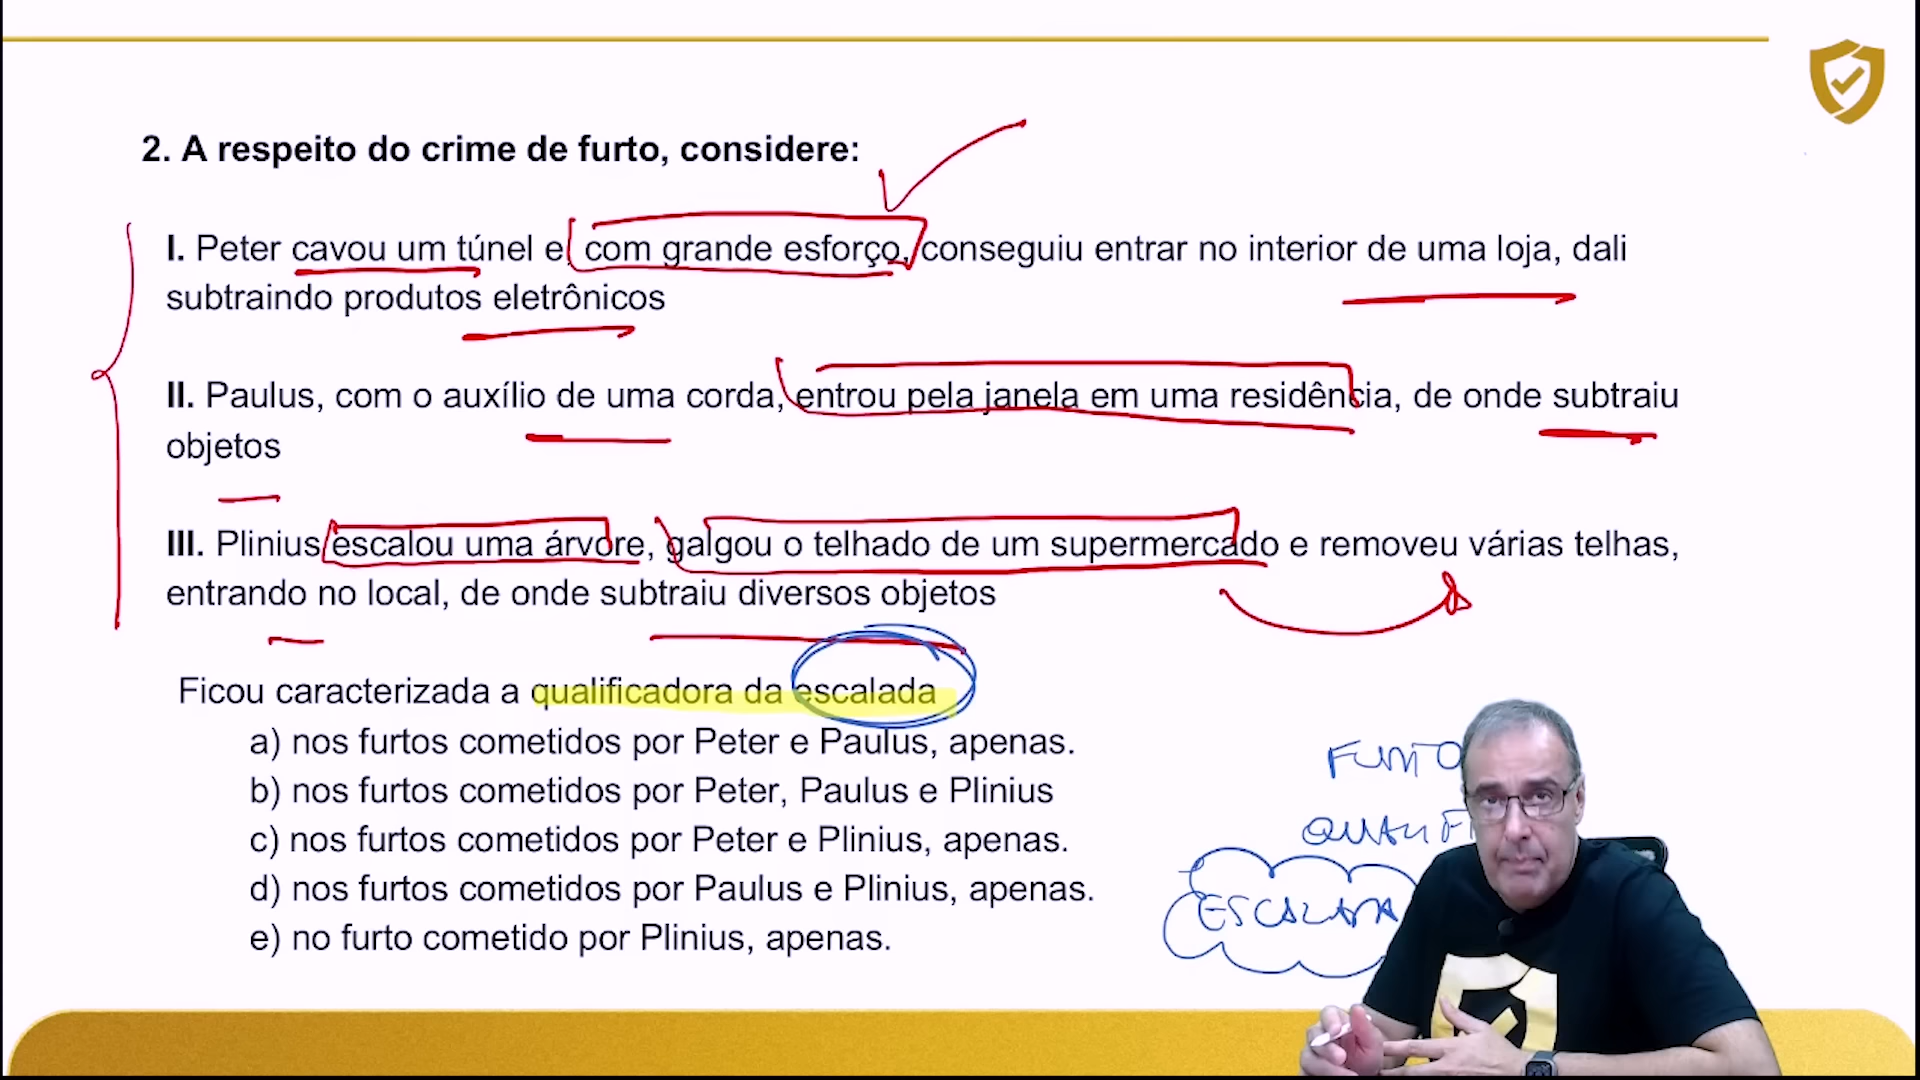 2. A respeito do crime de furto, considere:
I. Peter cavou um túnel e com grande esforço, conseguiu entrar no interior de uma loja, dali
subtraindo produtos eletrônicos
II. Paulus, com o auxílio de uma corda, entrou pela janela em uma residência, de onde subtraiu
objetos
III. Plinius escalou uma árvore, galgou o telhado de um supermercado e removeu várias telhas,
entrando no local, de onde subtraiu diversos objetos
Ficou caracterizada a qualificadora da escalada
a) nos furtos cometidos por Peter e Paulus, apenas.
b) nos furtos cometidos por Peter, Paulus e Plinius
c) nos furtos cometidos por Peter e Plinius, apenas.
d) nos furtos cometidos por Paulus e Plinius, apenas.
e) no furto cometido por Plinius, apenas.
FURTO
QUALIF
ESCALADA